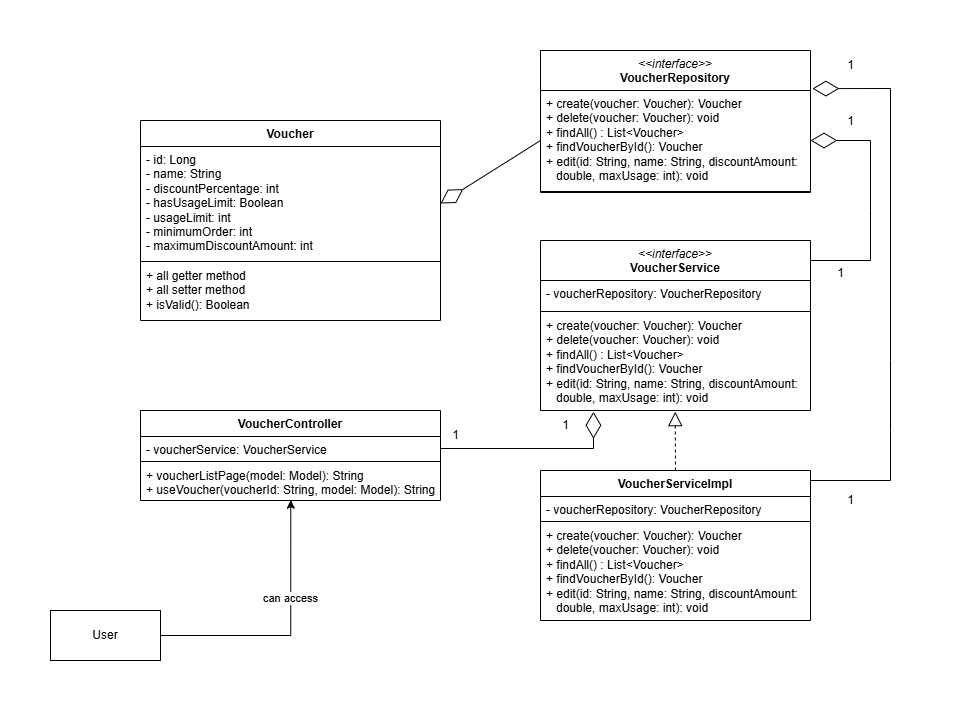 Voucher
- id: Long
- name: String
- discountPercentage: int
- hasUsageLimit: Boolean
- usageLimit: int
- minimumOrder: int
- maximumDiscountAmount: int
+ all getter method
+ all setter method
+ isValid(): Boolean
<<interface>>
VoucherRepository
+ create(voucher: Voucher): Voucher
+ delete(voucher: Voucher): void
+ findAll() : List<Voucher>
+ findVoucherById(): Voucher
+ edit(id: String, name: String, discountAmount:
double, maxUsage: int): void
1
1
1
<<interface>>
VoucherService
- voucherRepository: VoucherRepository
+ create(voucher: Voucher): Voucher
+ delete(voucher: Voucher): void
+ findAll() : List<Voucher>
+ findVoucherById(): Voucher
+ edit(id: String, name: String, discountAmount:
double, maxUsage: int): void
VoucherController
- voucherService: VoucherService
+ voucherListPage(model: Model): String
+ useVoucher(voucherId: String, model: Model): String
1
1
VoucherServiceImpl
- voucherRepository: VoucherRepository
+ create(voucher: Voucher): Voucher
+ delete(voucher: Voucher): void
+ findAll() : List<Voucher>
+ findVoucherById(): Voucher
+ edit(id: String, name: String, discountAmount:
double, maxUsage: int): void
1
can access
User